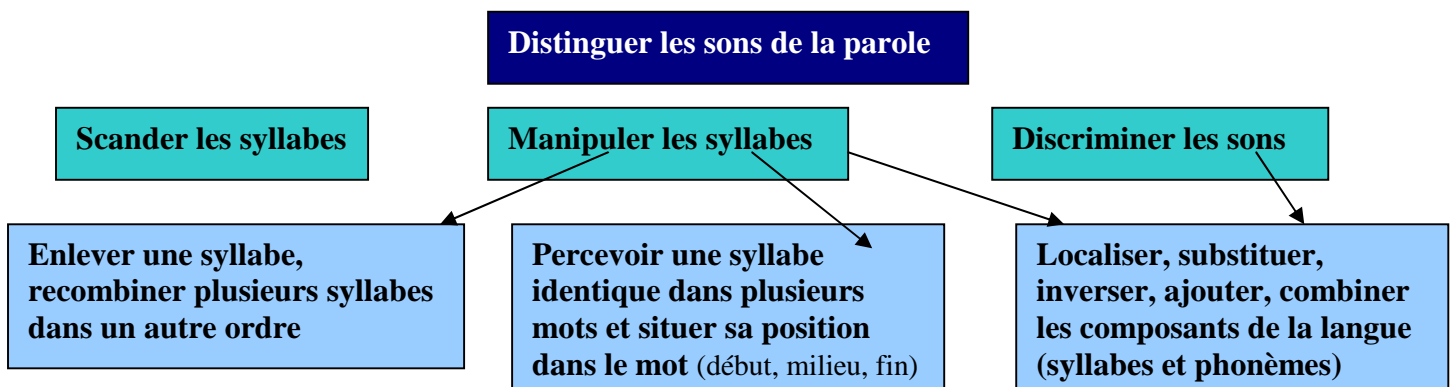 Distinguer les sons de la parole
Scander les syllabes
Manipuler les syllabes
Discriminer les sons
Enlever une syllabe,
recombiner plusieurs syllabes
dans un autre ordre
Percevoir une syllabe
identique dans plusieurs
mots et situer sa position
dans le mot (début, milieu, fin)
Localiser, substituer,
inverser, ajouter, combiner
les composants de la langue
(syllabes et phonèmes)